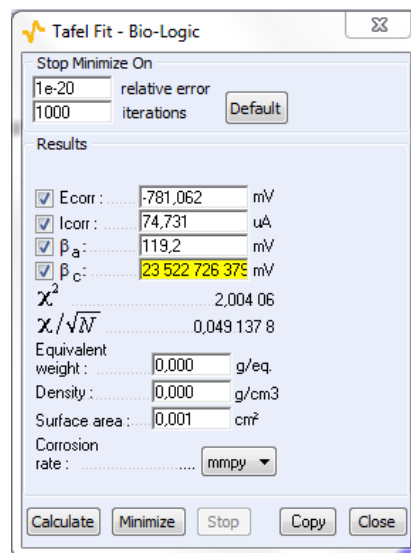 Tafel Fit - Bio-Logic
Stop Minimize On
1e-20 relative error
1000 iterations Default
Results
Ecorr : -781,062 mV
Icorr : 74,731 uA
βa : 119,2 mV
βc : 23 522 726 379 mV
χ² 2,004 06
χ/√N 0,049 137 8
Equivalent
weight : 0,000 g/eq.
Density : 0,000 g/cm3
Surface area : 0,001 cm²
Corrosion
rate : mmpy
Calculate Minimize Stop Copy Close